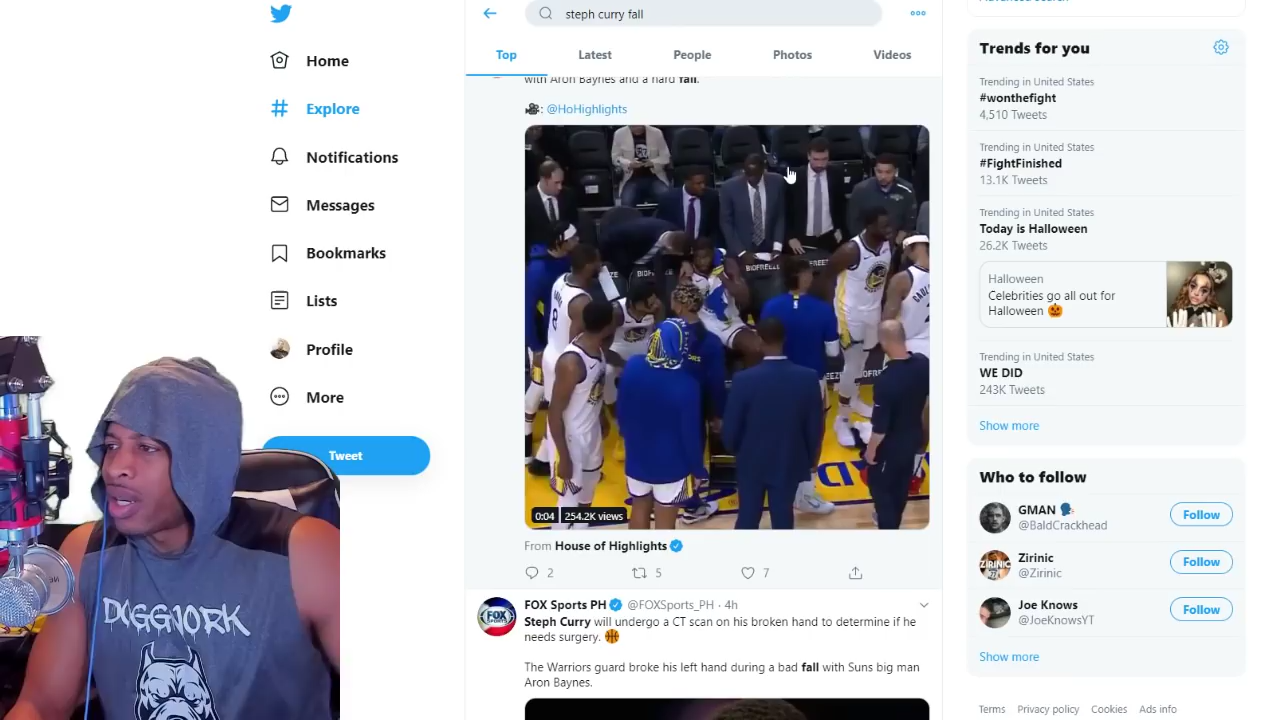 steph curry fall
Top
Latest
People
Photos
Videos
Home
Explore
Notifications
Messages
Bookmarks
Lists
Profile
More
Tweet
with Aron Baynes and a hard fall.
: @HoHighlights
BIOFREEZE
0:04 254.2K views
From House of Highlights
2 5 7
FOX Sports PH @FOXSports_PH · 4h
Steph Curry will undergo a CT scan on his broken hand to determine if he
needs surgery.
The Warriors guard broke his left hand during a bad fall with Suns big man
Aron Baynes.
FOX
Trends for you
Trending in United States
#wonthefight
4,510 Tweets
Trending in United States
#FightFinished
13.1K Tweets
Trending in United States
Today is Halloween
26.2K Tweets
Halloween
Celebrities go all out for
Halloween
Trending in United States
WE DID
243K Tweets
Show more
Who to follow
GMAN
@BaldCrackhead
Follow
Zirinic
@Zirinic
Follow
Joe Knows
@JoeKnowsYT
Follow
Show more
Terms Privacy policy Cookies Ads info